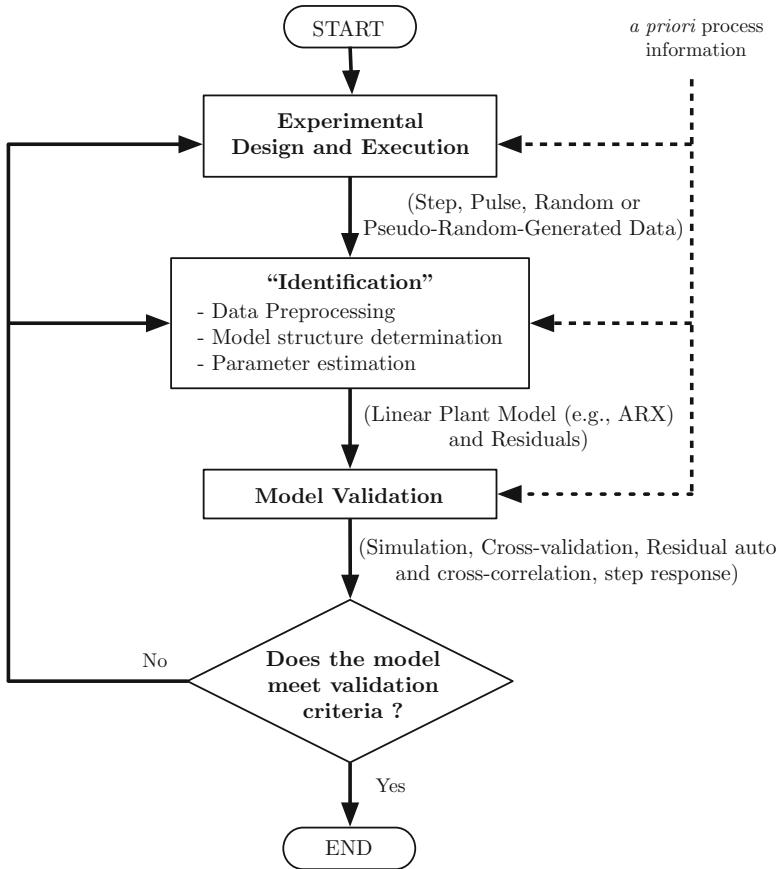 START
a priori process
information
Experimental
Design and Execution
(Step, Pulse, Random or
Pseudo-Random-Generated Data)
“Identification”
- Data Preprocessing
- Model structure determination
- Parameter estimation
(Linear Plant Model (e.g., ARX)
and Residuals)
Model Validation
(Simulation, Cross-validation, Residual auto
and cross-correlation, step response)
No
Does the model
meet validation
criteria ?
Yes
END